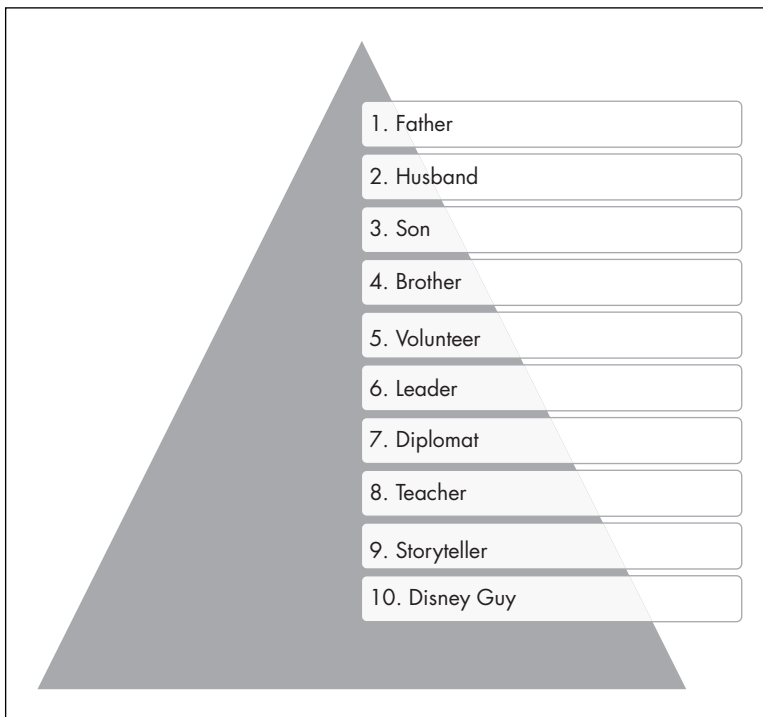 1. Father
2. Husband
3. Son
4. Brother
5. Volunteer
6. Leader
7. Diplomat
8. Teacher
9. Storyteller
10. Disney Guy